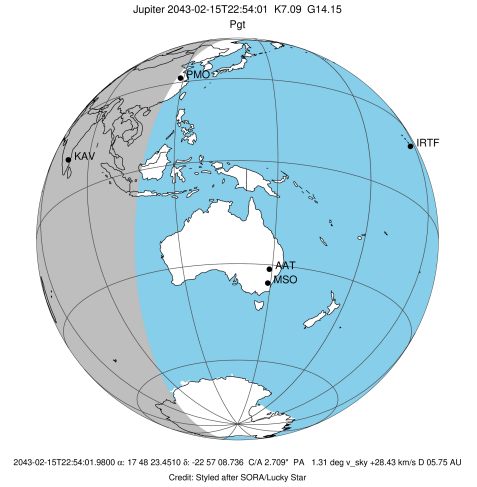 Jupiter 2043-02-15T22:54:01 K7.09 G14.15
Pgt
PMO
IRTF
KAV
AAT
MSO
2043-02-15T22:54:01.9800 α: 17 48 23.4510 δ: -22 57 08.736 C/A 2.709" PA 1.31 deg v_sky +28.43 km/s D 05.75 AU
Credit: Styled after SORA/Lucky Star